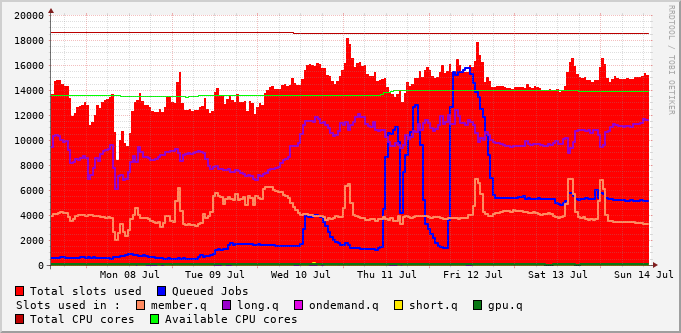 20000
18000
16000
14000
12000
10000
8000
6000
4000
2000
0
Mon 08 Jul Tue 09 Jul Wed 10 Jul Thu 11 Jul Fri 12 Jul Sat 13 Jul Sun 14 Jul
RRDTOOL / TOBI OETIKER
Total slots used Queued Jobs
Slots used in : member.q long.q ondemand.q short.q gpu.q
Total CPU cores Available CPU cores